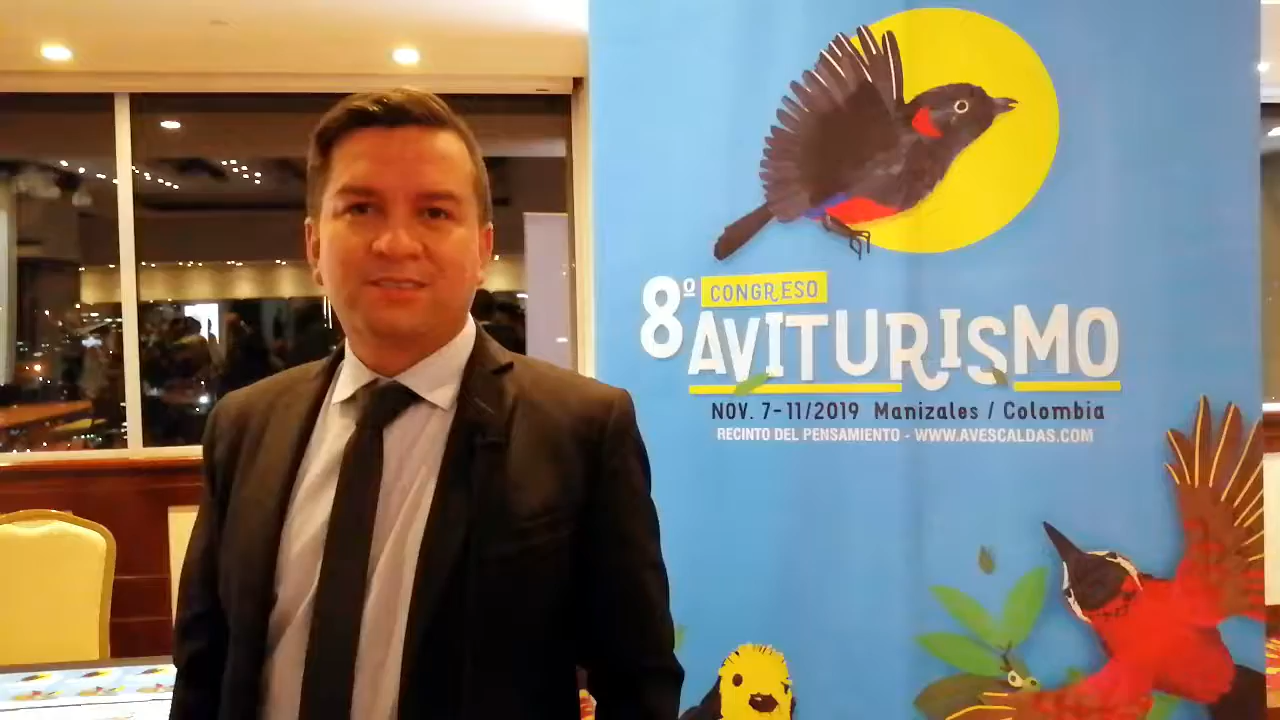 8º CONGRESO
AVITURISMO
NOV. 7-11/2019 Manizales / Colombia
RECINTO DEL PENSAMIENTO - WWW.AVESCALDAS.COM